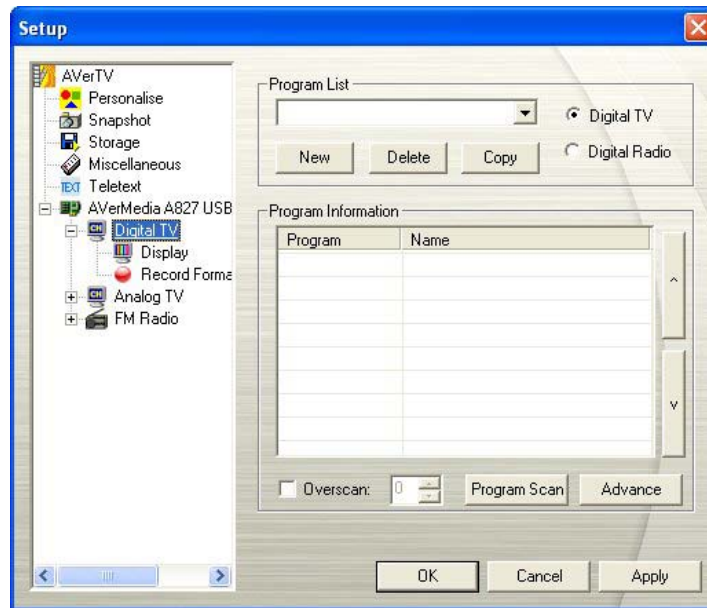 Setup
AVerTV
Personalise
Snapshot
Storage
Miscellaneous
TEXT Teletext
AVerMedia A827 USB
CH Digital TV
Display
Record Forma
CH Analog TV
FM Radio
Program List
Digital TV
Digital Radio
New Delete Copy
Program Information
Program Name
Overscan: 0 Program Scan Advance
OK Cancel Apply